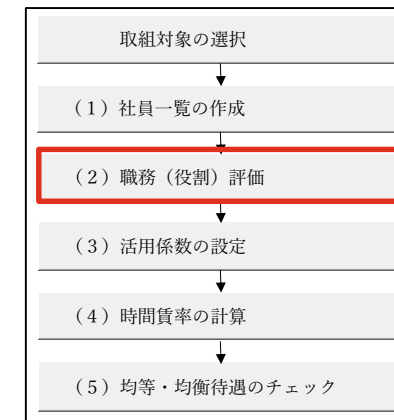 取組対象の選択
（１）社員一覧の作成
（２）職務（役割）評価
（３）活用係数の設定
（４）時間賃率の計算
（５）均等・均衡待遇のチェック